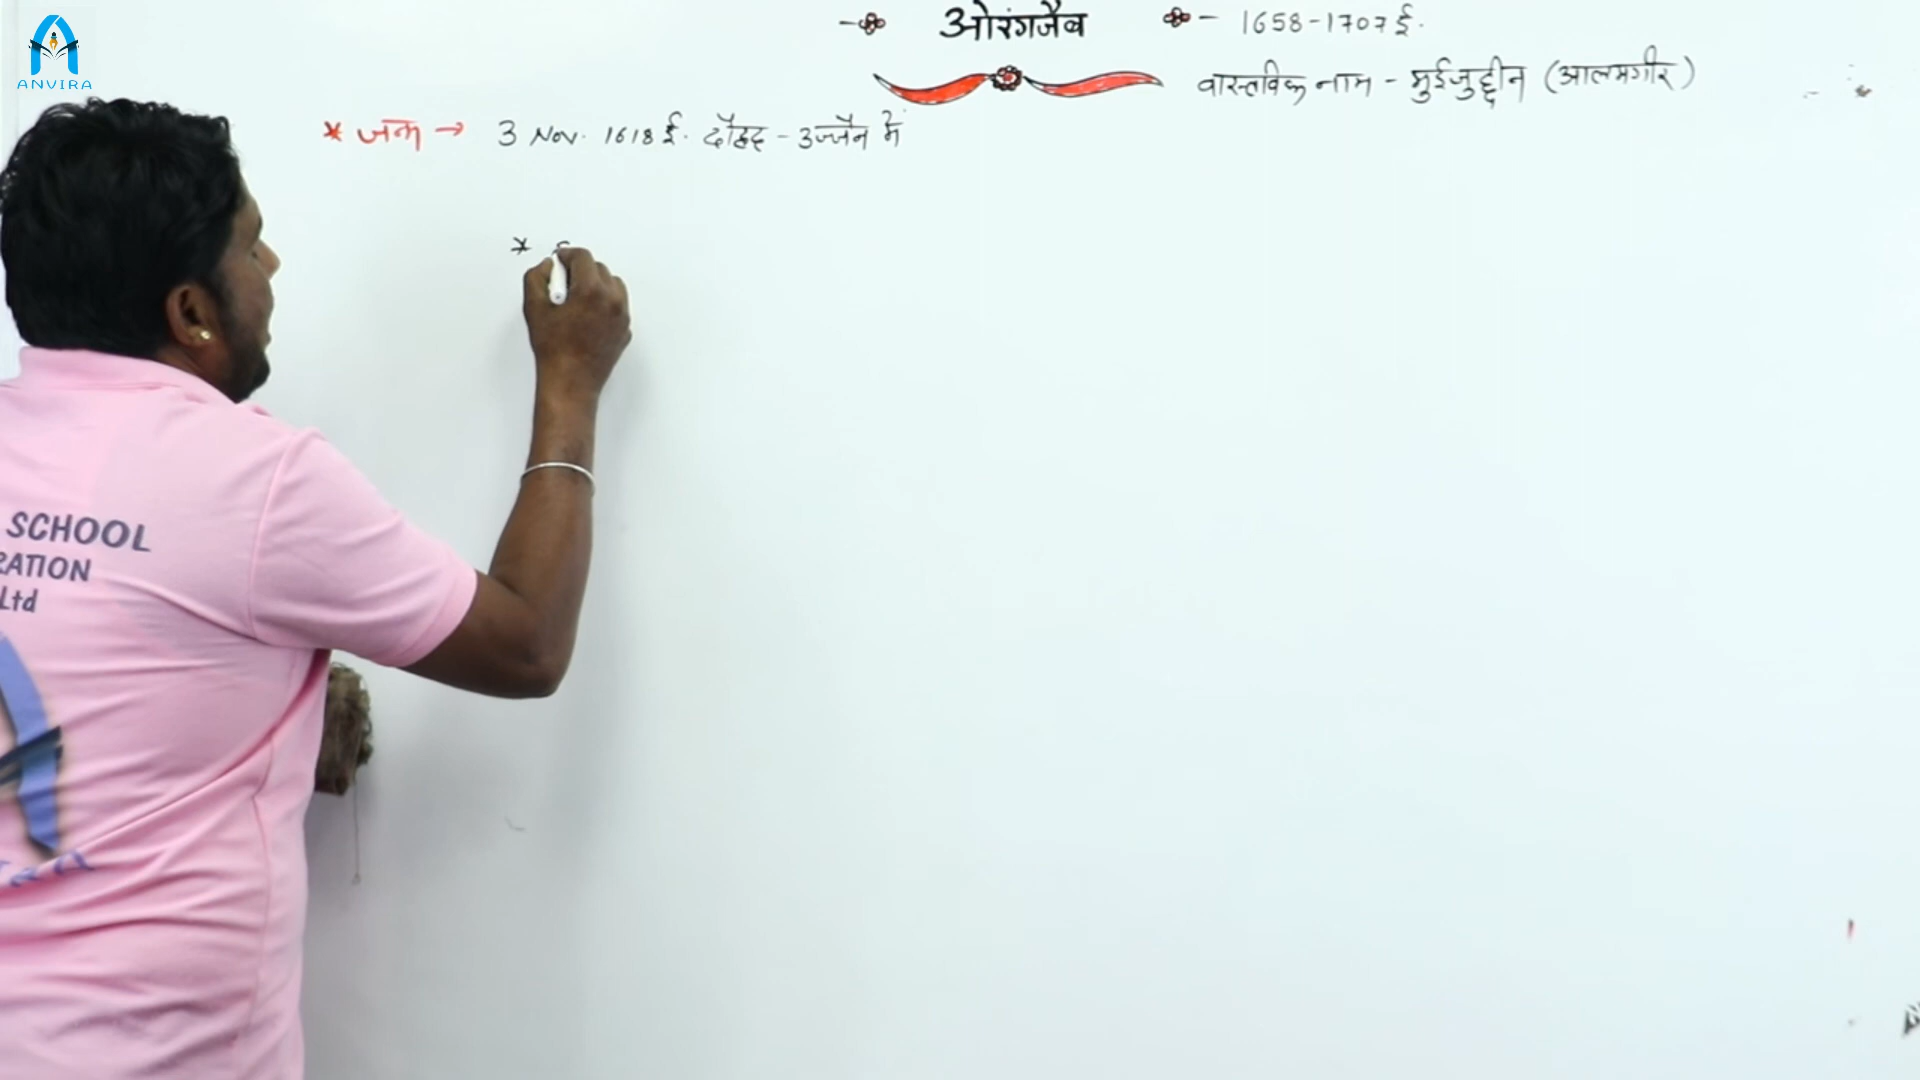 ANVIRA
ओरंगजैब - 1658-1707 ई.
वास्तविक नाम - मुईजुद्दीन (आलमगीर)
* जन्म → 3 Nov. 1618 ई. दौहद - उज्जैन में
*
SCHOOL
RATION
Ltd